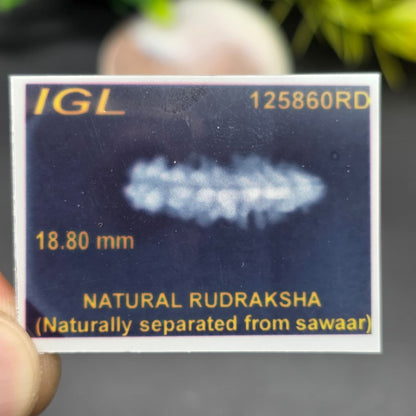 IGL 125860RD
18.80 mm
NATURAL RUDRAKSHA
(Naturally separated from sawaar)